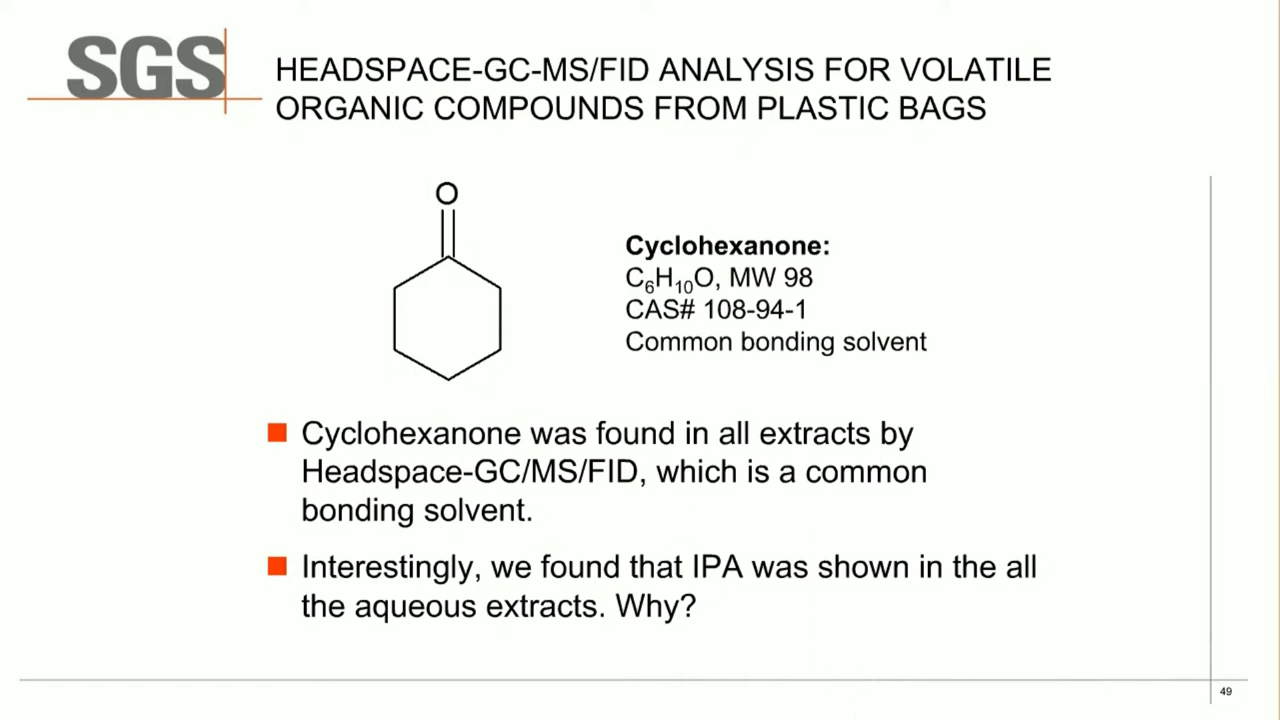 SGS
HEADSPACE-GC-MS/FID ANALYSIS FOR VOLATILE
ORGANIC COMPOUNDS FROM PLASTIC BAGS
O
Cyclohexanone:
C₆H₁₀O, MW 98
CAS# 108-94-1
Common bonding solvent
Cyclohexanone was found in all extracts by
Headspace-GC/MS/FID, which is a common
bonding solvent.
Interestingly, we found that IPA was shown in the all
the aqueous extracts. Why?
49